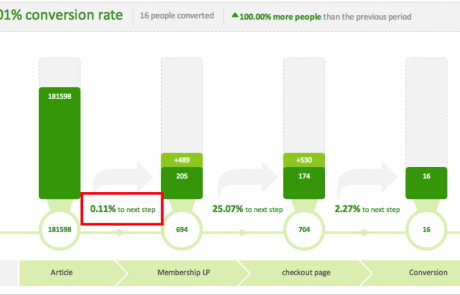 01% conversion rate 16 people converted 100.00% more people than the previous period
181598
+489
205
+530
174
16
0.11% to next step
25.07% to next step
2.27% to next step
181598
694
704
16
Article
Membership LP
checkout page
Conversion